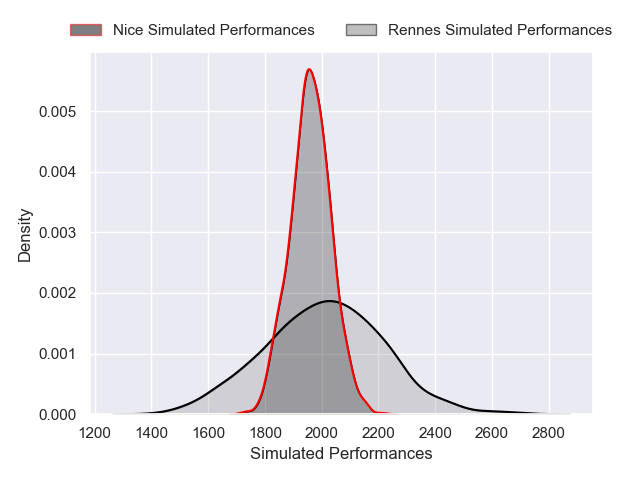 Nice Simulated Performances Rennes Simulated Performances
0.005
0.004
0.003
0.002
0.001
0.000
Density
1200 1400 1600 1800 2000 2200 2400 2600 2800
Simulated Performances